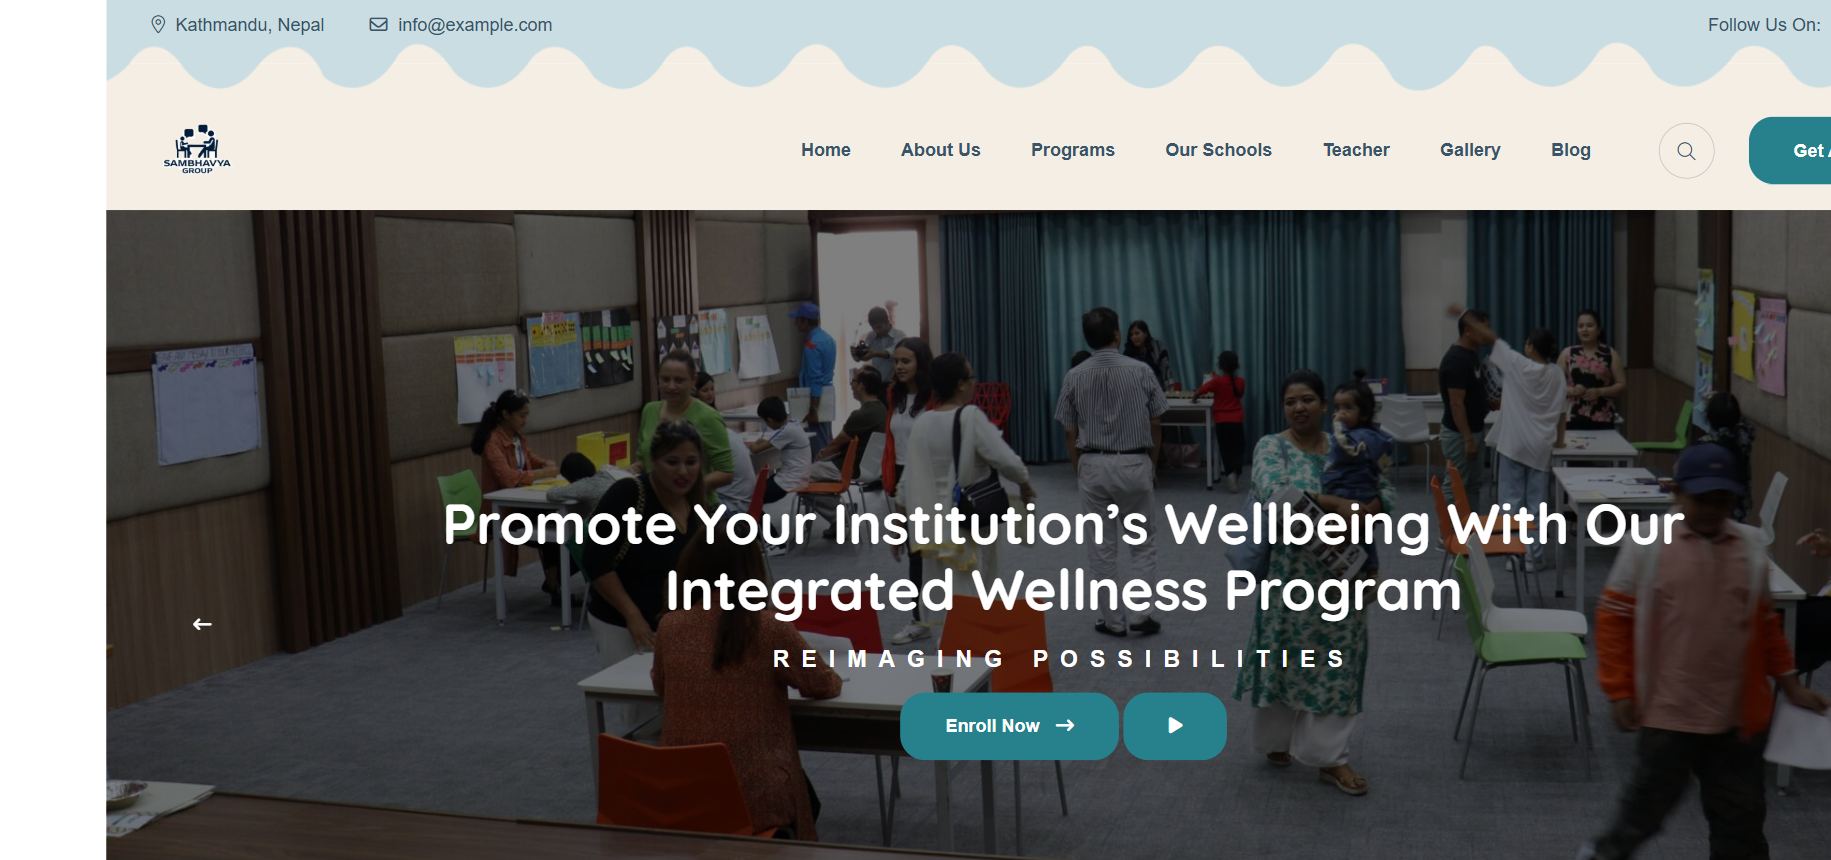 Kathmandu, Nepal info@example.com Follow Us On:
SAMBHAVYA
GROUP
Home About Us Programs Our Schools Teacher Gallery Blog Get
Promote Your Institution’s Wellbeing With Our
Integrated Wellness Program
REIMAGING POSSIBILITIES
Enroll Now